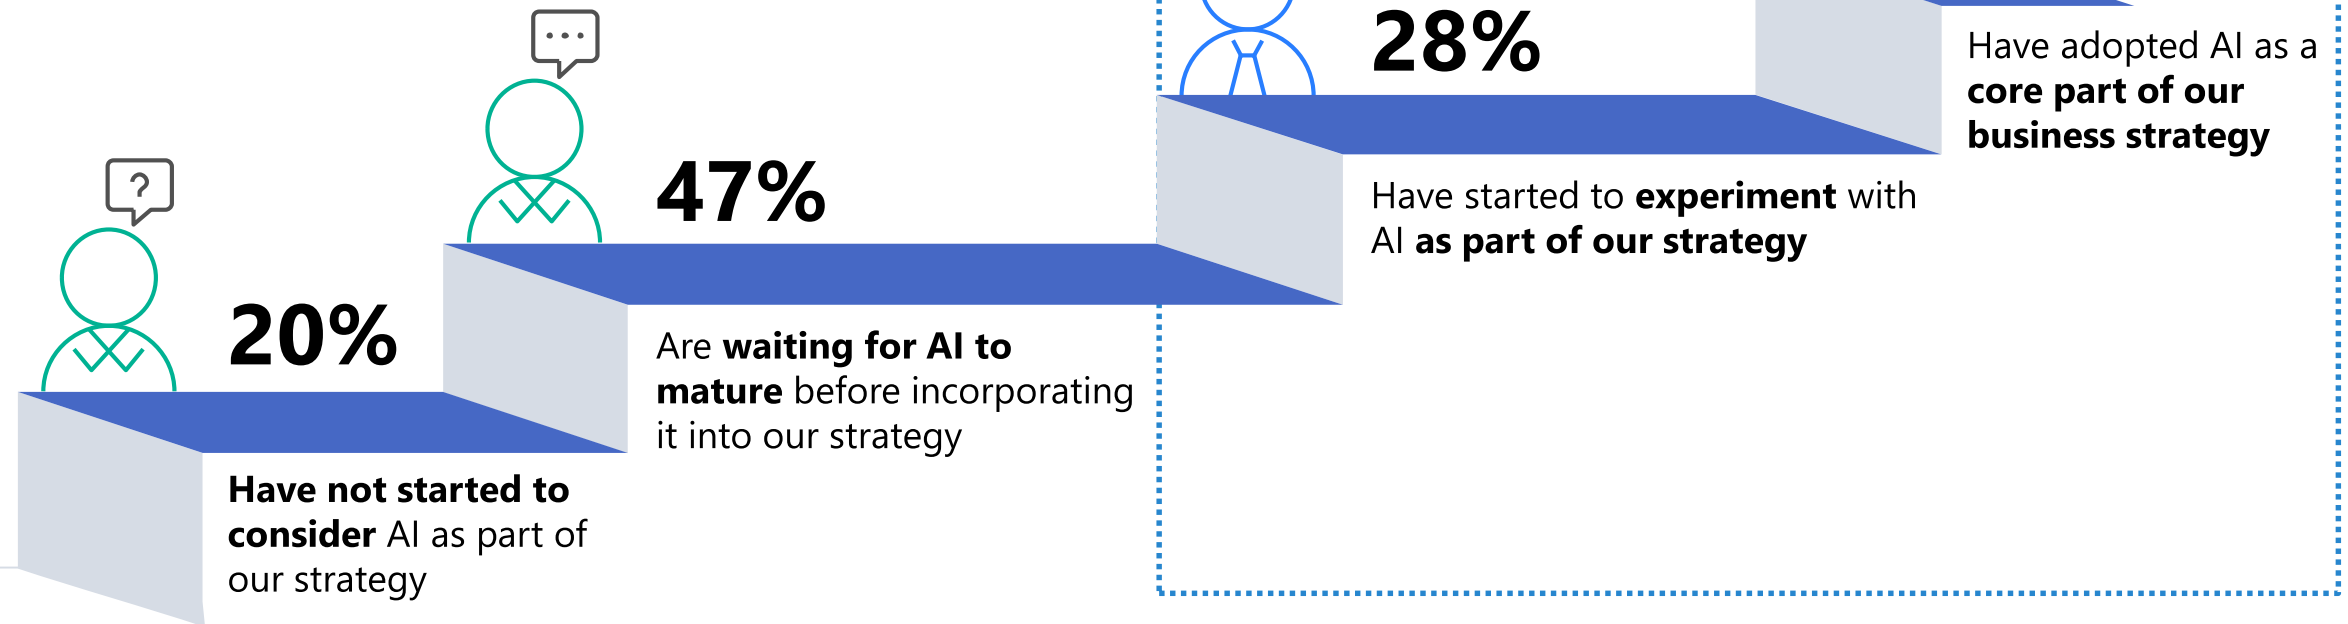 ?
20%
Have not started to
consider AI as part of
our strategy
47%
Are waiting for AI to
mature before incorporating
it into our strategy
28%
Have started to experiment with
AI as part of our strategy
Have adopted AI as a
core part of our
business strategy